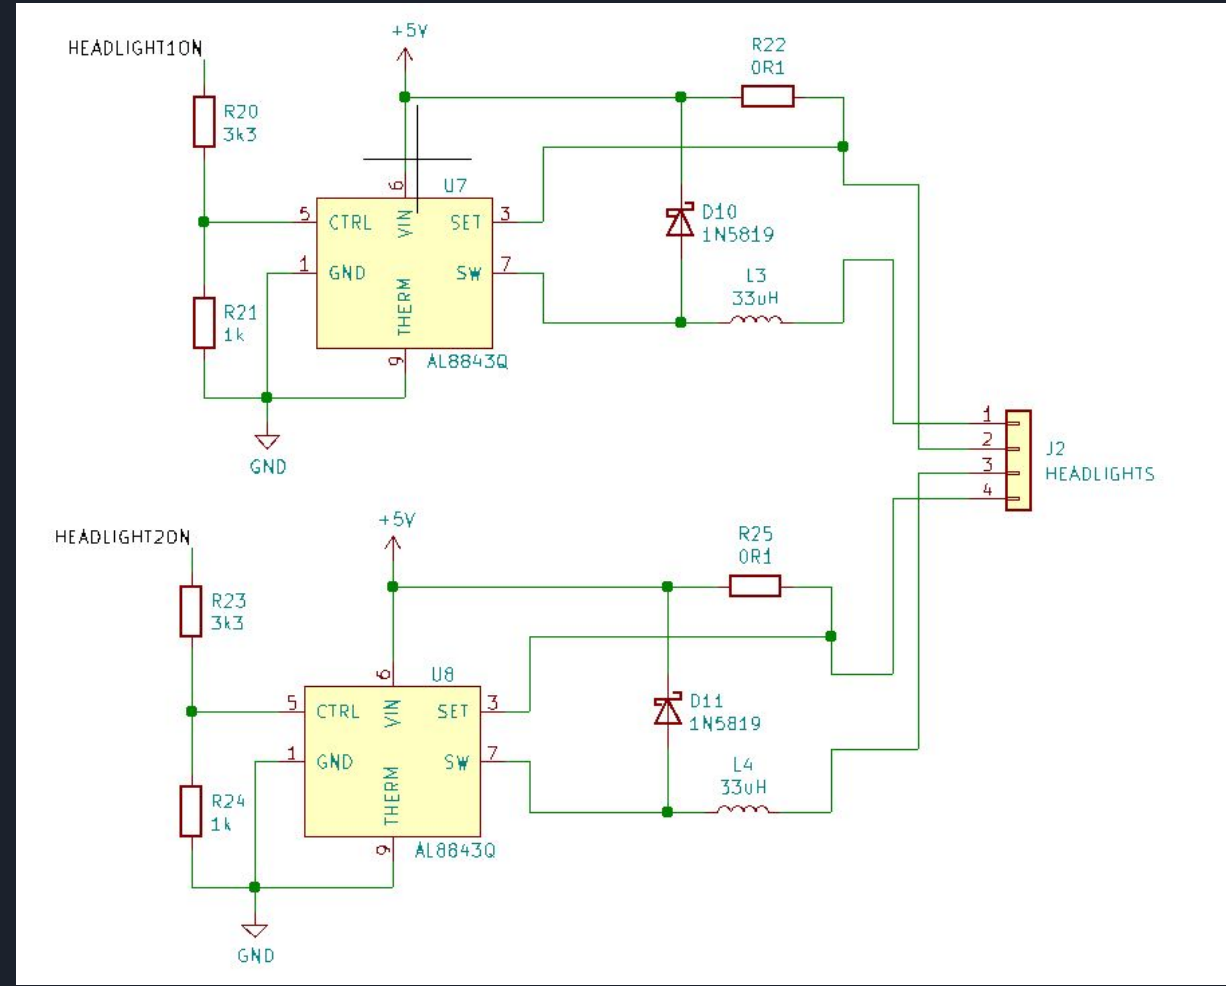 +5V
HEADLIGHT1ON
R22
0R1
R20
3k3
6
U7
5
CTRL
VIN
SET
3
D10
1N5819
1
GND
SW
7
L3
33uH
THERM
R21
1k
9
AL8843Q
GND
1
2
3
4
J2
HEADLIGHTS
+5V
HEADLIGHT2ON
R25
0R1
R23
3k3
6
U8
5
CTRL
VIN
SET
3
D11
1N5819
1
GND
SW
7
L4
33uH
THERM
R24
1k
9
AL8843Q
GND